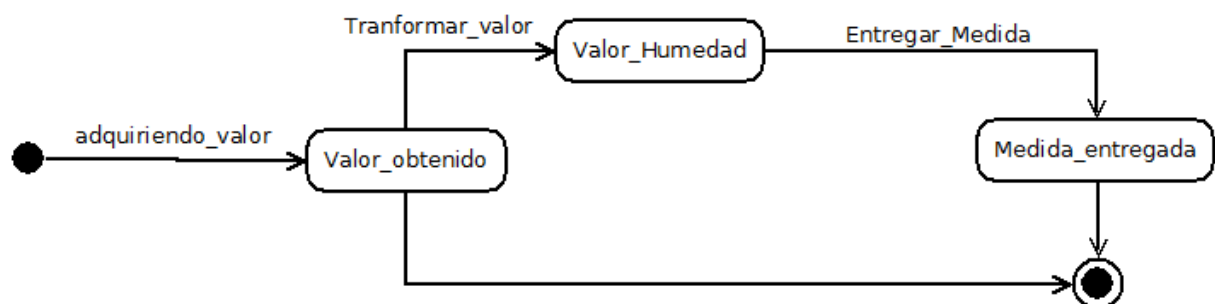 Tranformar_valor
Valor_Humedad
Entregar_Medida
adquiriendo_valor
Valor_obtenido
Medida_entregada